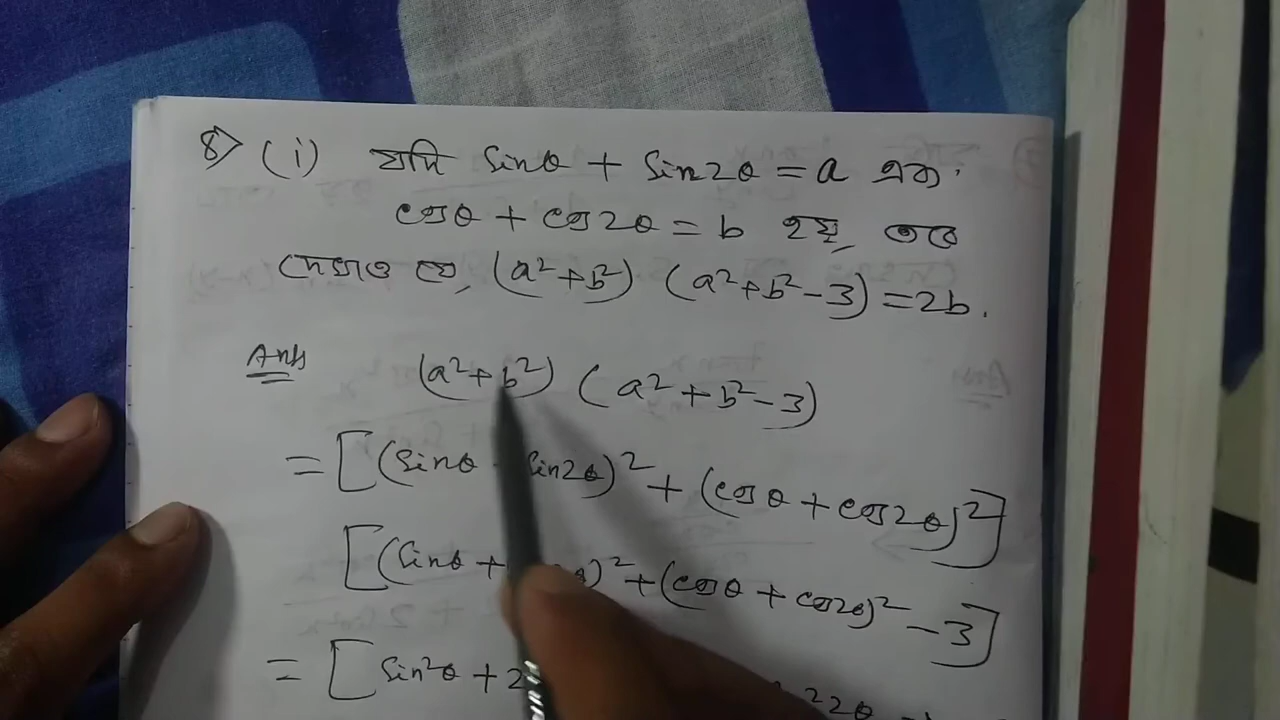 8> (i) যদি sinθ + sin2θ = a এবং
cosθ + cos2θ = b হয়, তবে
দেখাও যে, (a²+b²) (a²+b²-3) = 2b.
Ans (a²+b²) (a²+b²-3)
= [(sinθ sin2θ)² + (cosθ + cos2θ)²]
[(sinθ + )² + (cosθ + cos2θ)² - 3]
= [sin²θ + 2